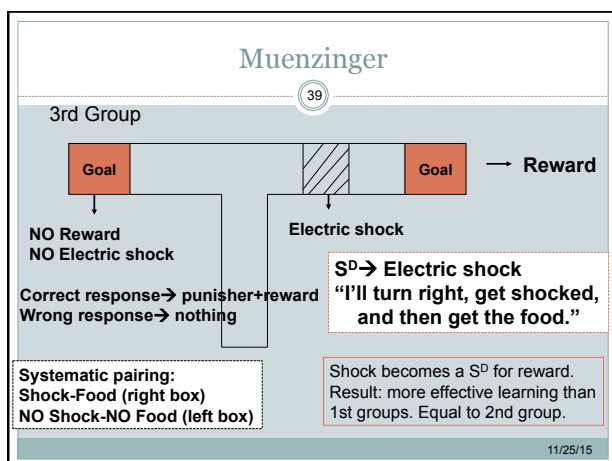 Muenzinger
39
3rd Group
Goal
Goal
→ Reward
NO Reward
NO Electric shock
Electric shock
Correct response→ punisher+reward
Wrong response→ nothing
Sᴰ→ Electric shock
“I’ll turn right, get shocked,
and then get the food.”
Systematic pairing:
Shock-Food (right box)
NO Shock-NO Food (left box)
Shock becomes a Sᴰ for reward.
Result: more effective learning than
1st groups. Equal to 2nd group.
11/25/15